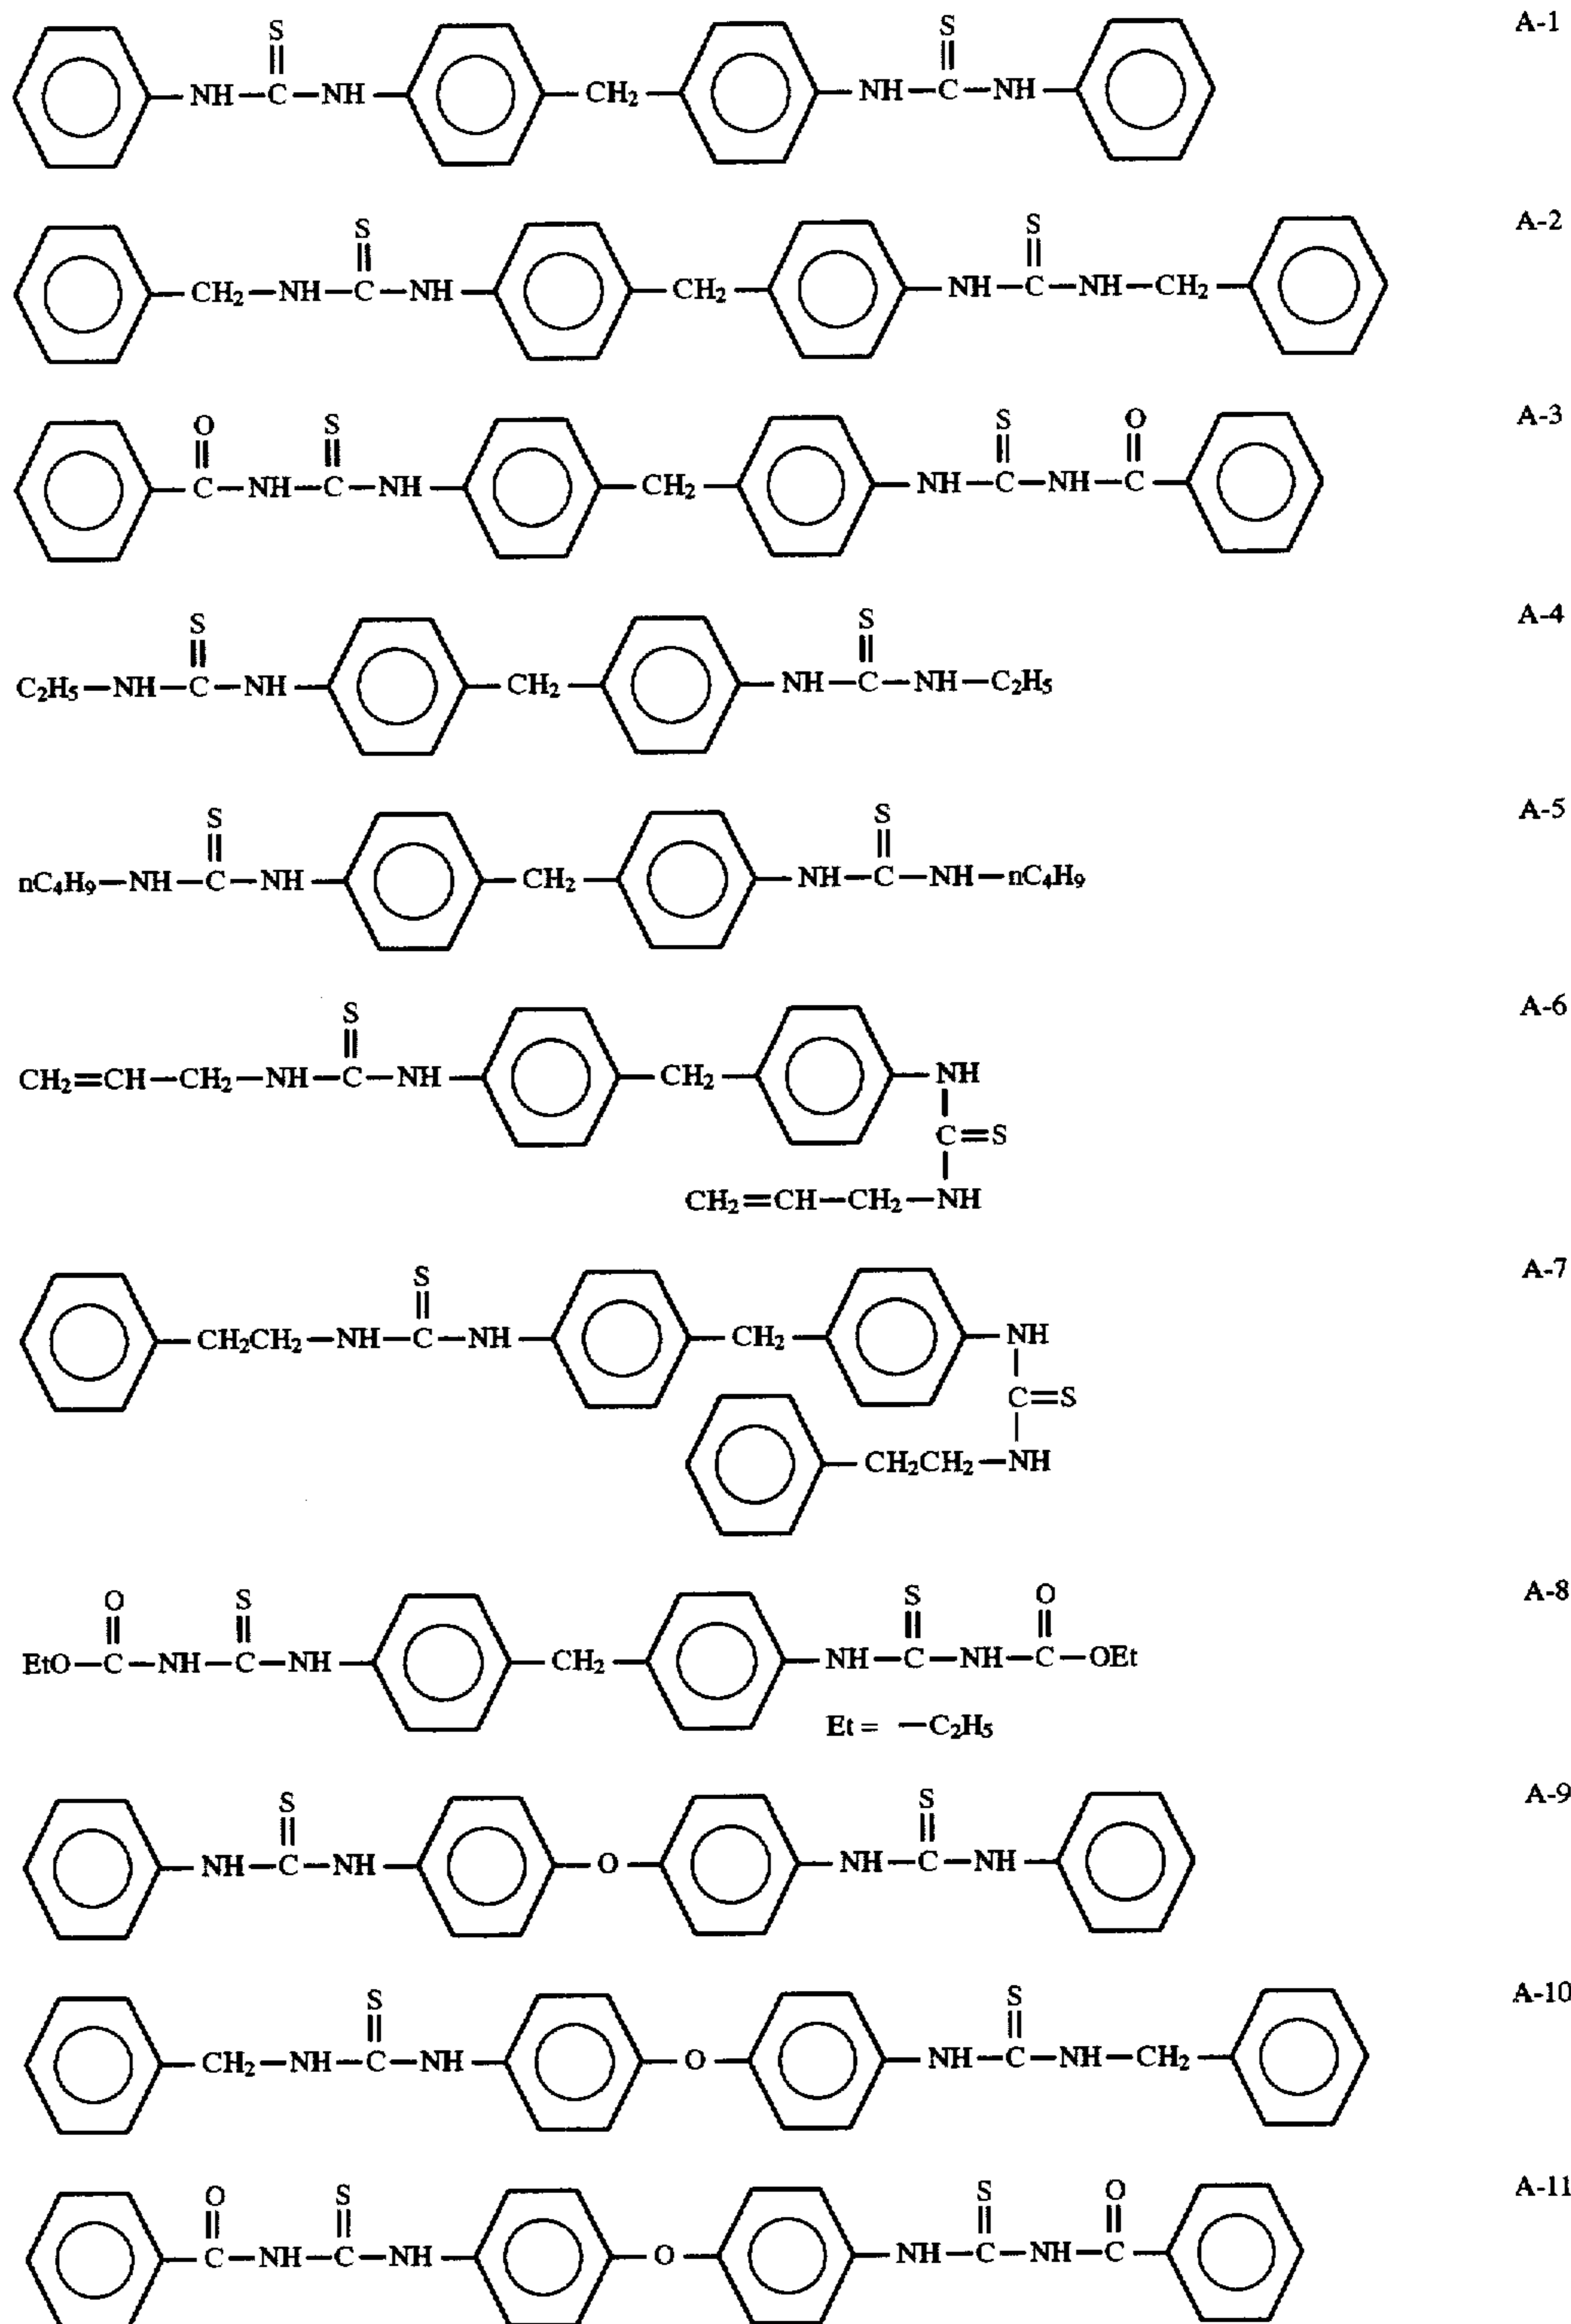 A-1
S S
|| ||
NH—C—NH CH₂ NH—C—NH
A-2
S S
|| ||
CH₂—NH—C—NH CH₂ NH—C—NH—CH₂
A-3
O S S O
|| || || ||
C—NH—C—NH CH₂ NH—C—NH—C
A-4
S S
|| ||
C₂H₅—NH—C—NH CH₂ NH—C—NH—C₂H₅
A-5
S S
|| ||
nC₄H₉—NH—C—NH CH₂ NH—C—NH—nC₄H₉
A-6
S
||
CH₂=CH—CH₂—NH—C—NH CH₂ NH
|
C=S
|
CH₂=CH—CH₂—NH
A-7
S
||
CH₂CH₂—NH—C—NH CH₂ NH
|
C=S
|
CH₂CH₂—NH
A-8
O S S O
|| || || ||
EtO—C—NH—C—NH CH₂ NH—C—NH—C—OEt
Et = —C₂H₅
A-9
S S
|| ||
NH—C—NH O NH—C—NH
A-10
S S
|| ||
CH₂—NH—C—NH O NH—C—NH—CH₂
A-11
O S S O
|| || || ||
C—NH—C—NH O NH—C—NH—C